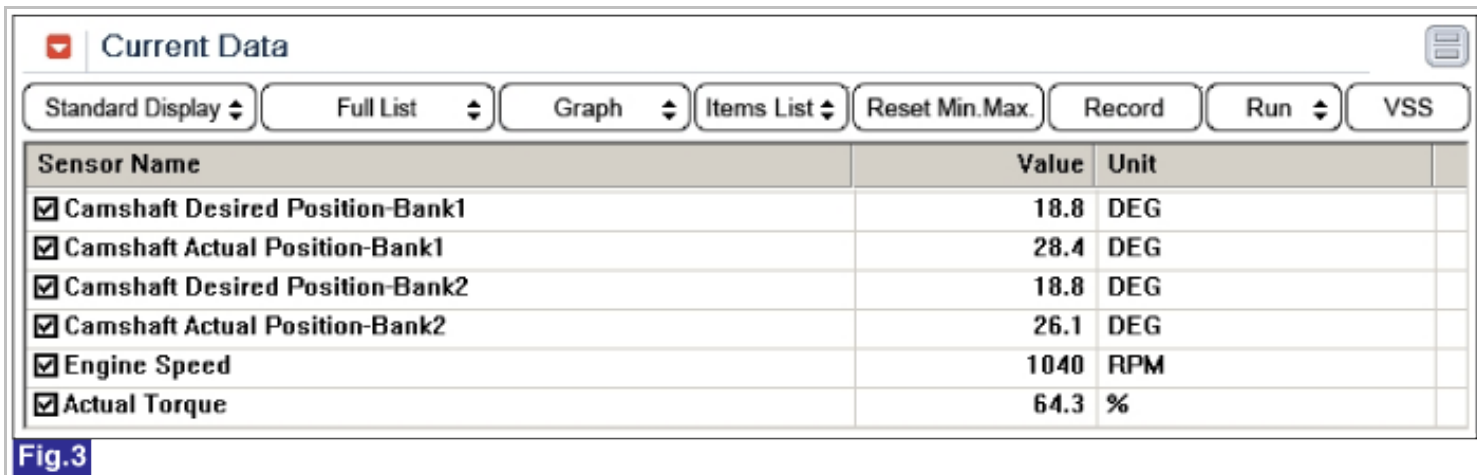 Current Data
Standard Display Full List Graph Items List Reset Min.Max. Record Run VSS
Sensor Name Value Unit
Camshaft Desired Position-Bank1 18.8 DEG
Camshaft Actual Position-Bank1 28.4 DEG
Camshaft Desired Position-Bank2 18.8 DEG
Camshaft Actual Position-Bank2 26.1 DEG
Engine Speed 1040 RPM
Actual Torque 64.3 %
Fig.3